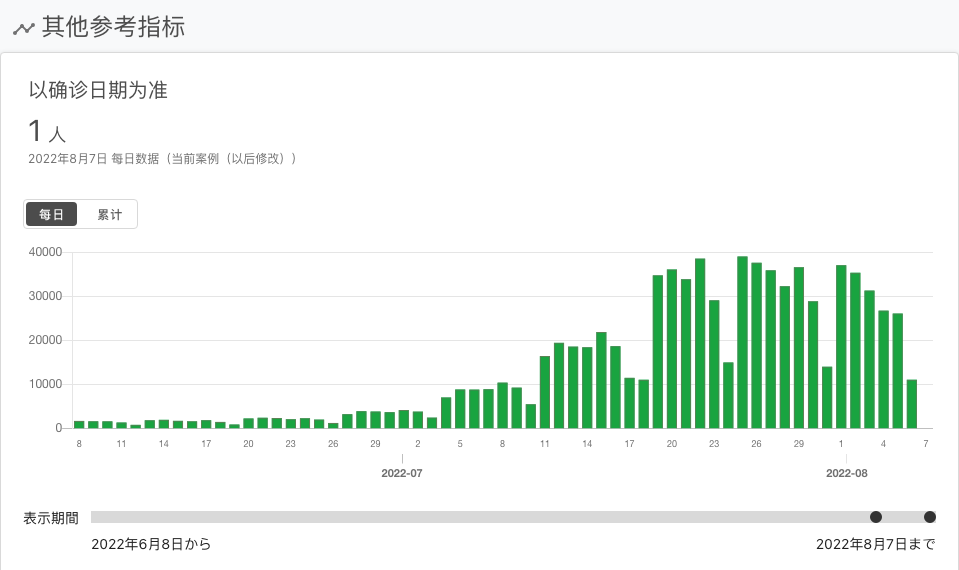 其他参考指标
以确诊日期为准
1 人
2022年8月7日 每日数据（当前案例（以后修改））
每日 累计
40000
30000
20000
10000
0
8 11 14 17 20 23 26 29 2 5 8 11 14 17 20 23 26 29 1 4 7
2022-07 2022-08
表示期間
2022年6月8日から 2022年8月7日まで